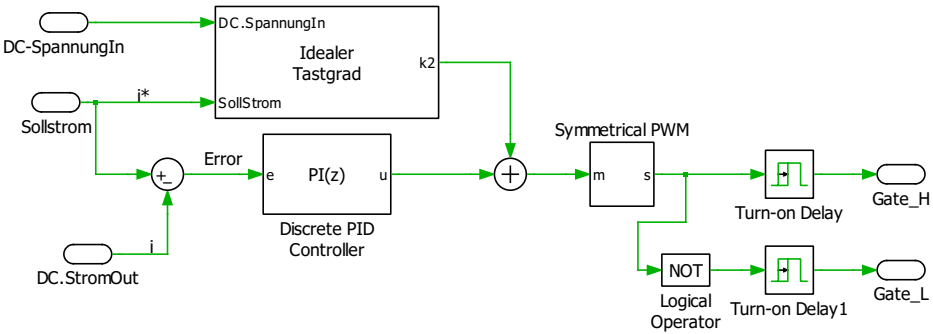 DC-SpannungIn
DC.SpannungIn
Idealer
Tastgrad
k2
SollStrom
i*
Sollstrom
Error
e
PI(z)
u
Discrete PID
Controller
+
−
i
DC.StromOut
+
Symmetrical PWM
m
s
Turn-on Delay
Gate_H
NOT
Logical
Operator
Turn-on Delay1
Gate_L